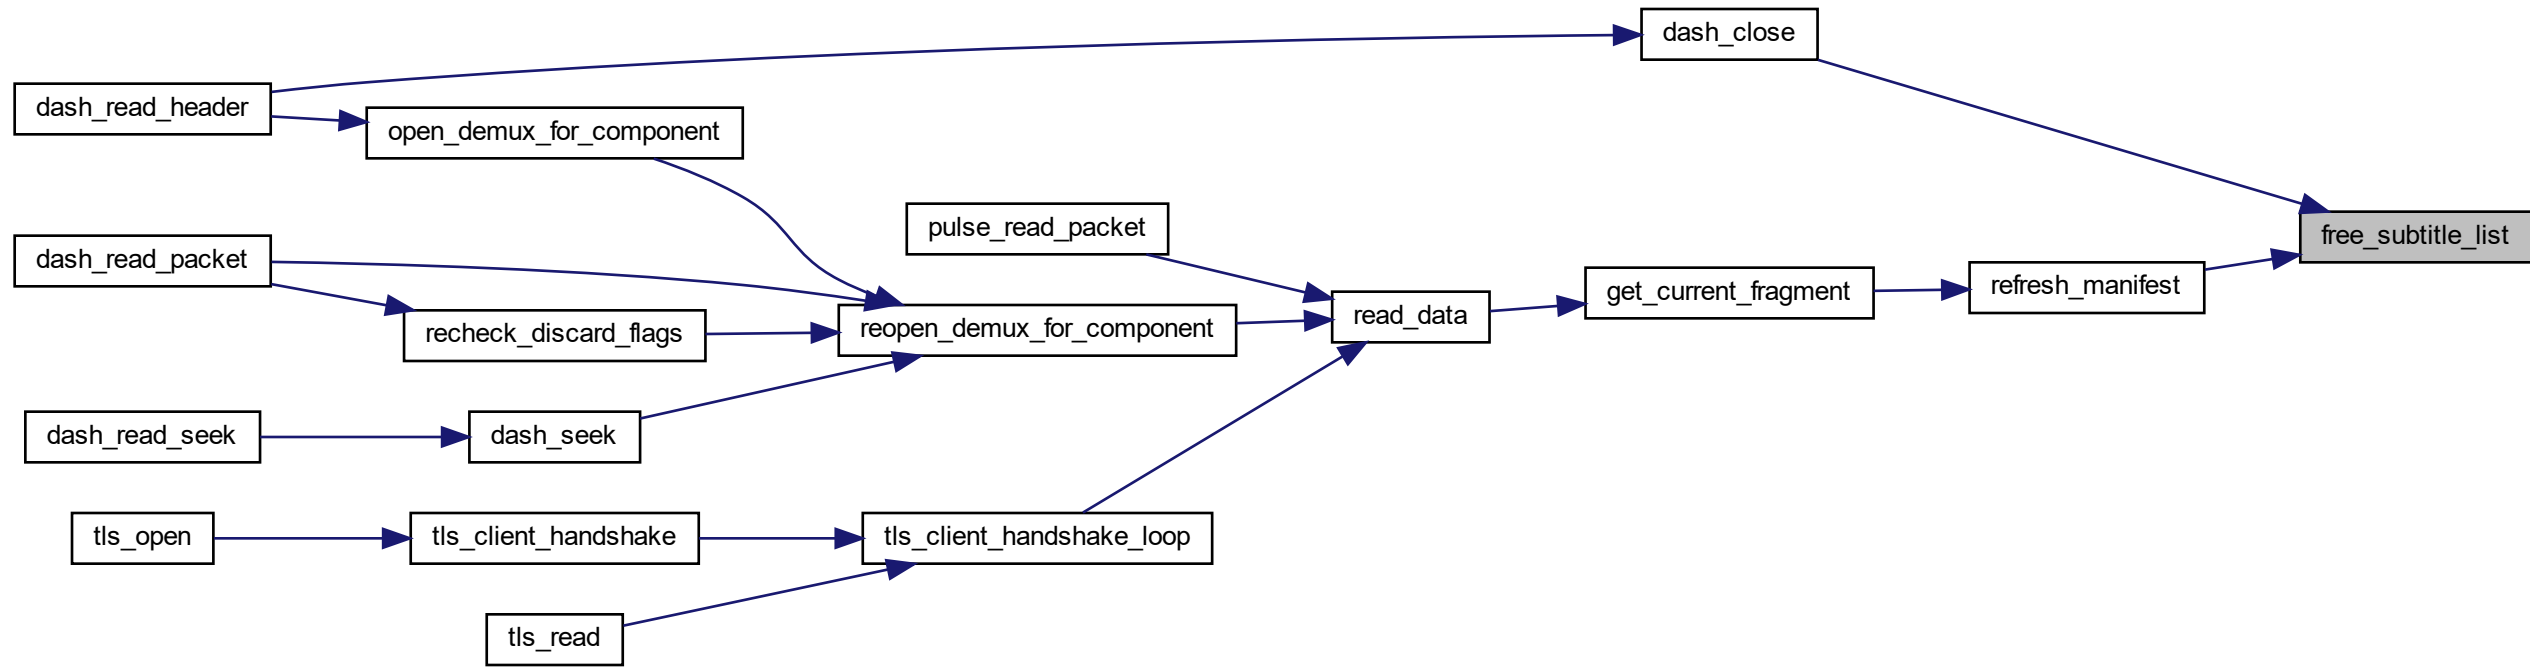 dash_close
dash_read_header
open_demux_for_component
pulse_read_packet
free_subtitle_list
dash_read_packet
refresh_manifest
get_current_fragment
read_data
reopen_demux_for_component
recheck_discard_flags
dash_read_seek
dash_seek
tls_open
tls_client_handshake
tls_client_handshake_loop
tls_read